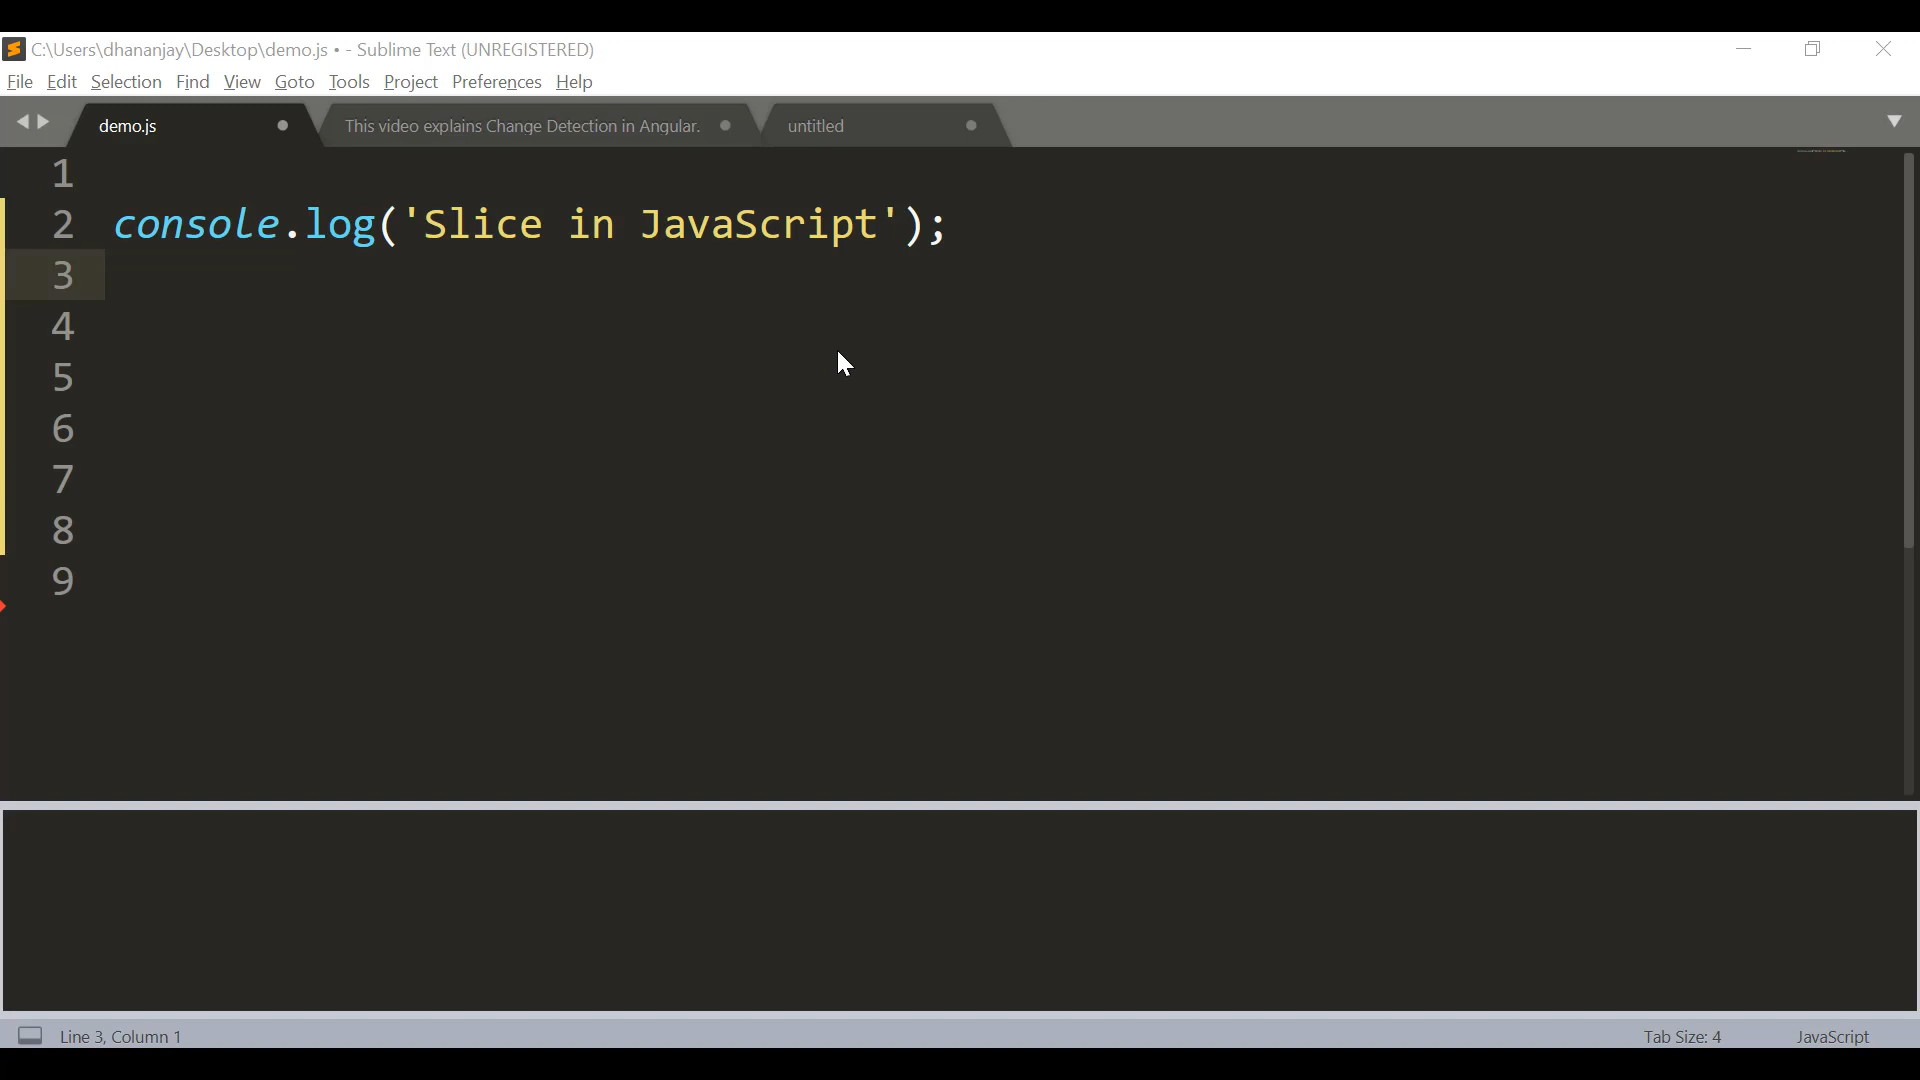 C:\Users\dhananjay\Desktop\demo.js • - Sublime Text (UNREGISTERED)
File Edit Selection Find View Goto Tools Project Preferences Help
demo.js This video explains Change Detection in Angular. untitled
1
2 console.log('Slice in JavaScript');
3
4
5
6
7
8
9
Line 3, Column 1 Tab Size: 4 JavaScript